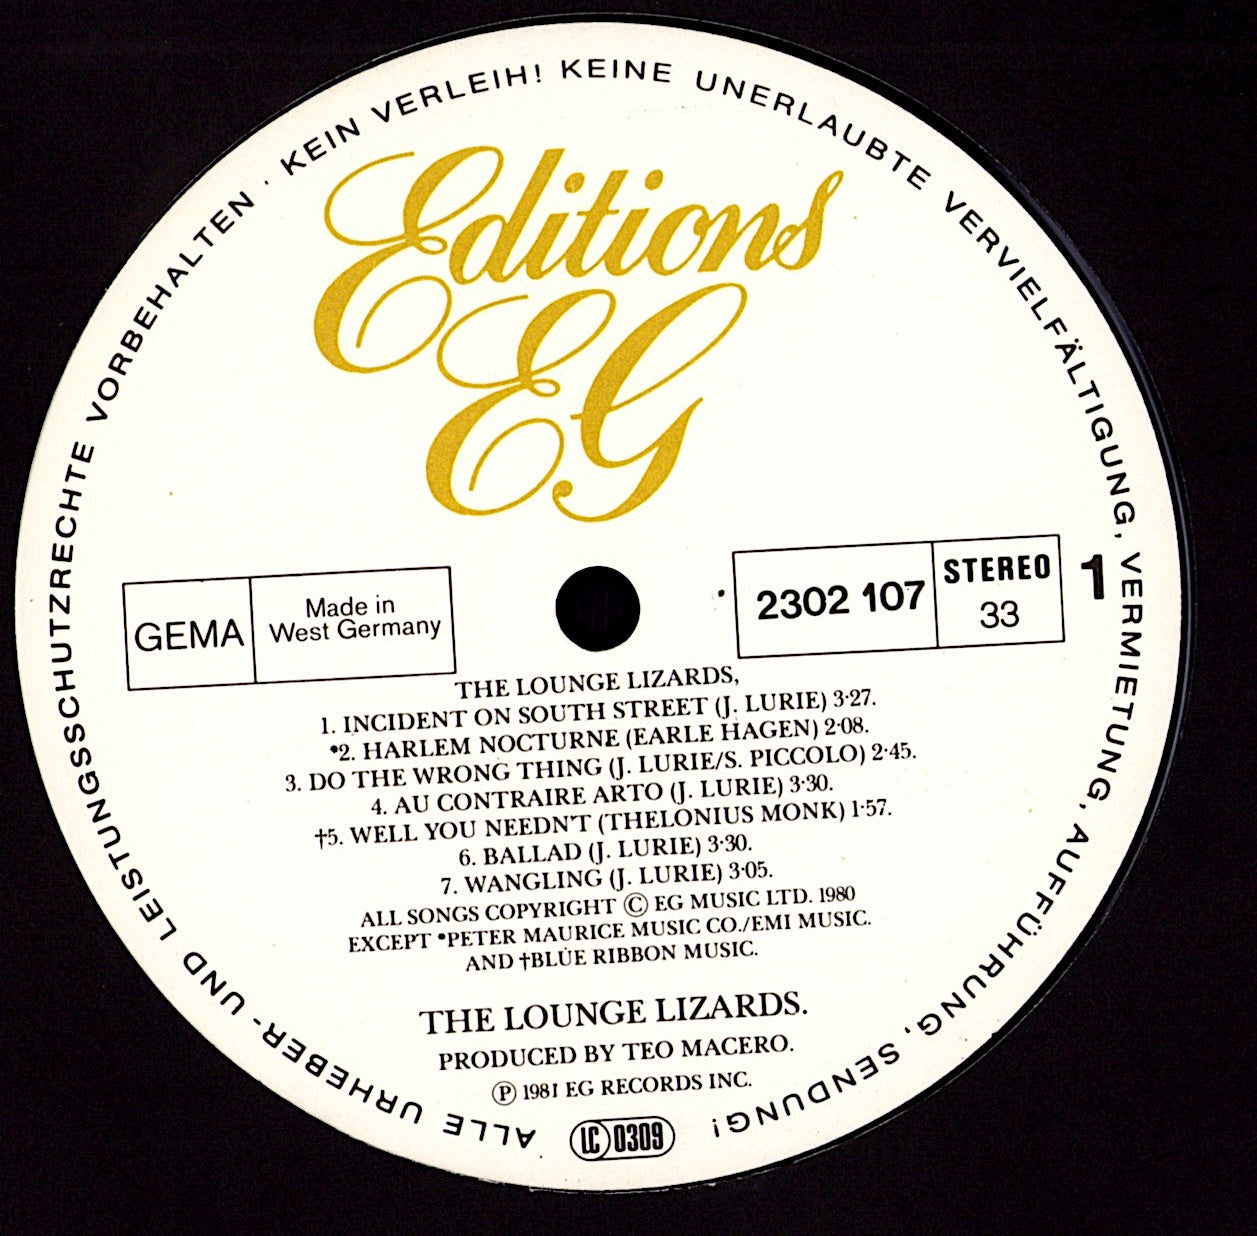 ALLE URHEBER- UND LEISTUNGSSCHUTZRECHTE VORBEHALTEN · KEIN VERLEIH! KEINE UNERLAUBTE VERVIELFÄLTIGUNG, VERMIETUNG, AUFFÜHRUNG, SENDUNG!
Editions
EG
GEMA
Made in
West Germany
2302 107
STEREO
33
1
THE LOUNGE LIZARDS,
1. INCIDENT ON SOUTH STREET (J. LURIE) 3·27.
*2. HARLEM NOCTURNE (EARLE HAGEN) 2·08.
3. DO THE WRONG THING (J. LURIE/S. PICCOLO) 2·45.
4. AU CONTRAIRE ARTO (J. LURIE) 3·30.
†5. WELL YOU NEEDN'T (THELONIUS MONK) 1·57.
6. BALLAD (J. LURIE) 3·30.
7. WANGLING (J. LURIE) 3·05.
ALL SONGS COPYRIGHT Ⓒ EG MUSIC LTD. 1980
EXCEPT *PETER MAURICE MUSIC CO./EMI MUSIC.
AND †BLUE RIBBON MUSIC.
THE LOUNGE LIZARDS.
PRODUCED BY TEO MACERO.
Ⓟ 1981 EG RECORDS INC.
LC 0309